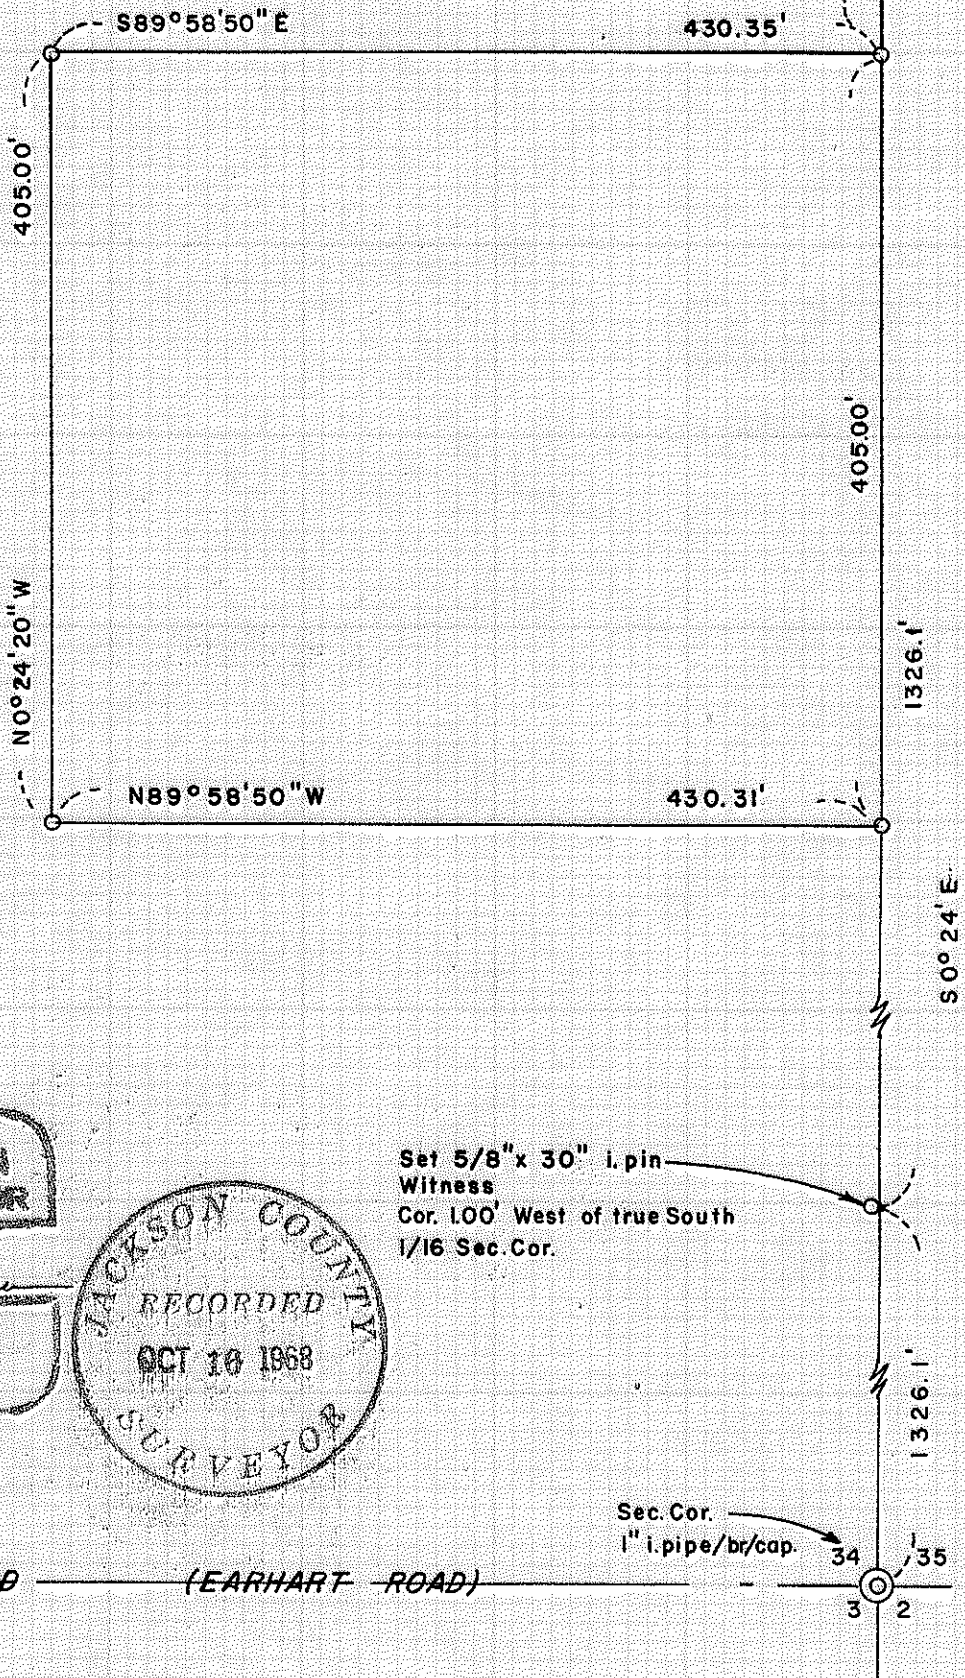 S89°58'50"E
430.35'
405.00'
405.00'
N0°24'20"W
1326.1'
N89°58'50"W
430.31'
S0°24'E
Set 5/8"x 30" i.pin
Witness
Cor. 1.00' West of true South
1/16 Sec.Cor.
JACKSON COUNTY
RECORDED
OCT 16 1968
SURVEYOR
1326.1'
Sec.Cor.
1" i.pipe/br/cap.
34
35
(EARHART ROAD)
3
2